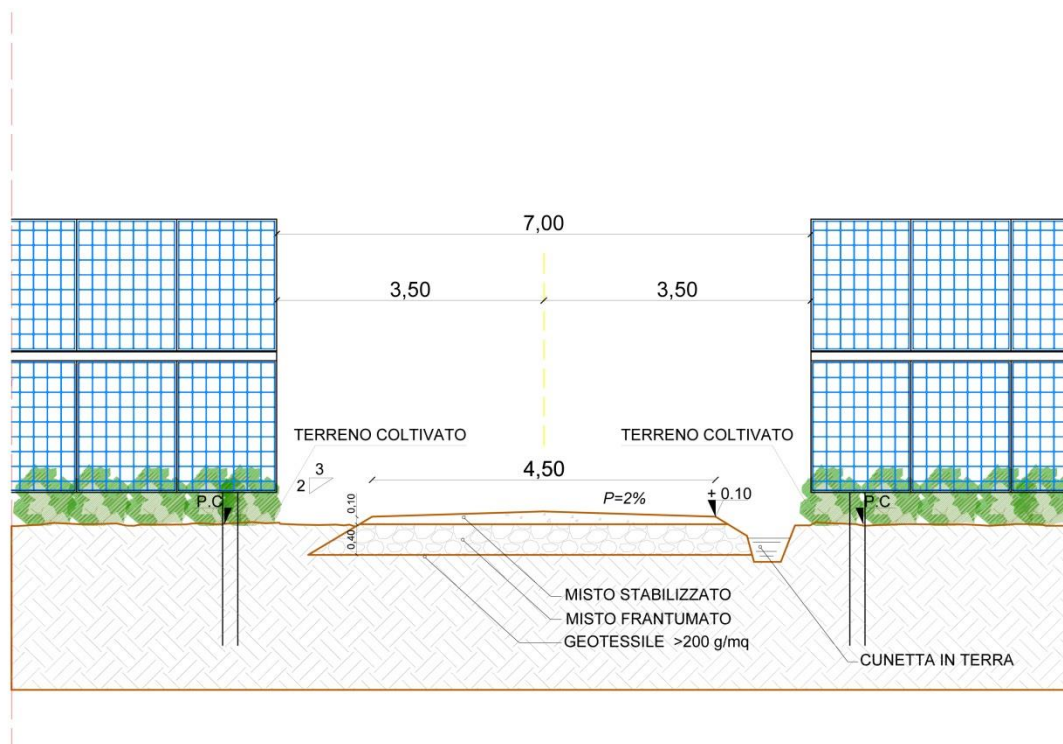 7,00
3,50
3,50
TERRENO COLTIVATO
TERRENO COLTIVATO
3
2
4,50
P=2%
+ 0.10
P.C
P.C
0,10
0,40
MISTO STABILIZZATO
MISTO FRANTUMATO
GEOTESSILE >200 g/mq
CUNETTA IN TERRA